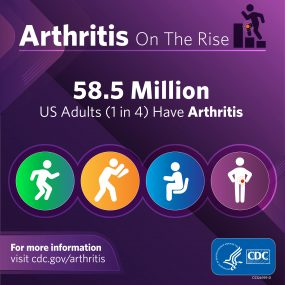 Arthritis On The Rise
58.5 Million
US Adults (1 in 4) Have Arthritis
For more information
visit cdc.gov/arthritis
CDC